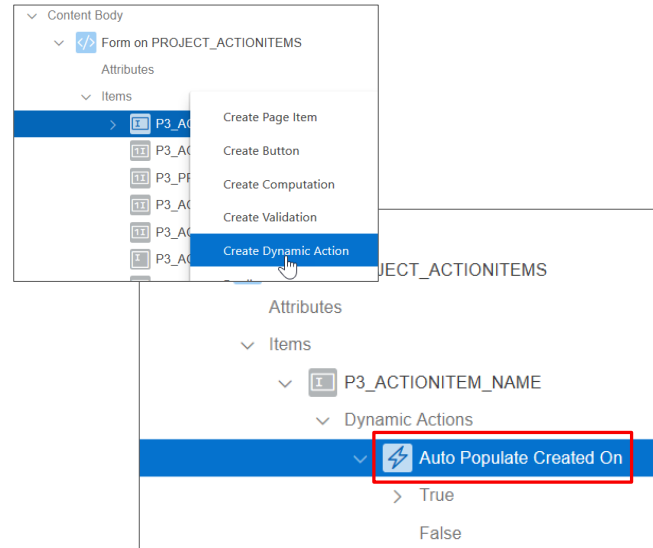 Content Body
Form on PROJECT_ACTIONITEMS
Attributes
Items
P3_AC
P3_AC
P3_PR
P3_AC
P3_AC
P3_AC
Create Page Item
Create Button
Create Computation
Create Validation
Create Dynamic Action
JECT_ACTIONITEMS
Attributes
Items
P3_ACTIONITEM_NAME
Dynamic Actions
Auto Populate Created On
True
False